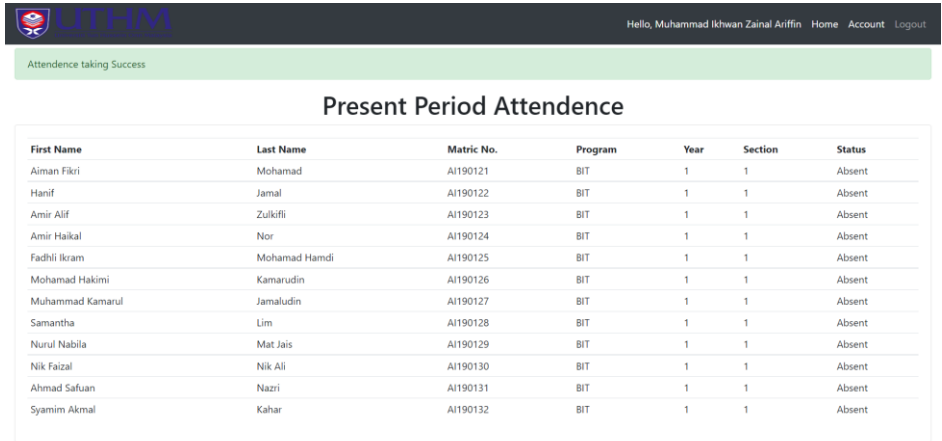 UTHM
Hello, Muhammad Ikhwan Zainal Ariffin Home Account Logout
Attendence taking Success
Present Period Attendence
First Name Last Name Matric No. Program Year Section Status
Aiman Fikri Mohamad AI190121 BIT 1 1 Absent
Hanif Jamal AI190122 BIT 1 1 Absent
Amir Alif Zulkifli AI190123 BIT 1 1 Absent
Amir Haikal Nor AI190124 BIT 1 1 Absent
Fadhli Ikram Mohamad Hamdi AI190125 BIT 1 1 Absent
Mohamad Hakimi Kamarudin AI190126 BIT 1 1 Absent
Muhammad Kamarul Jamaludin AI190127 BIT 1 1 Absent
Samantha Lim AI190128 BIT 1 1 Absent
Nurul Nabila Mat Jais AI190129 BIT 1 1 Absent
Nik Faizal Nik Ali AI190130 BIT 1 1 Absent
Ahmad Safuan Nazri AI190131 BIT 1 1 Absent
Syamim Akmal Kahar AI190132 BIT 1 1 Absent